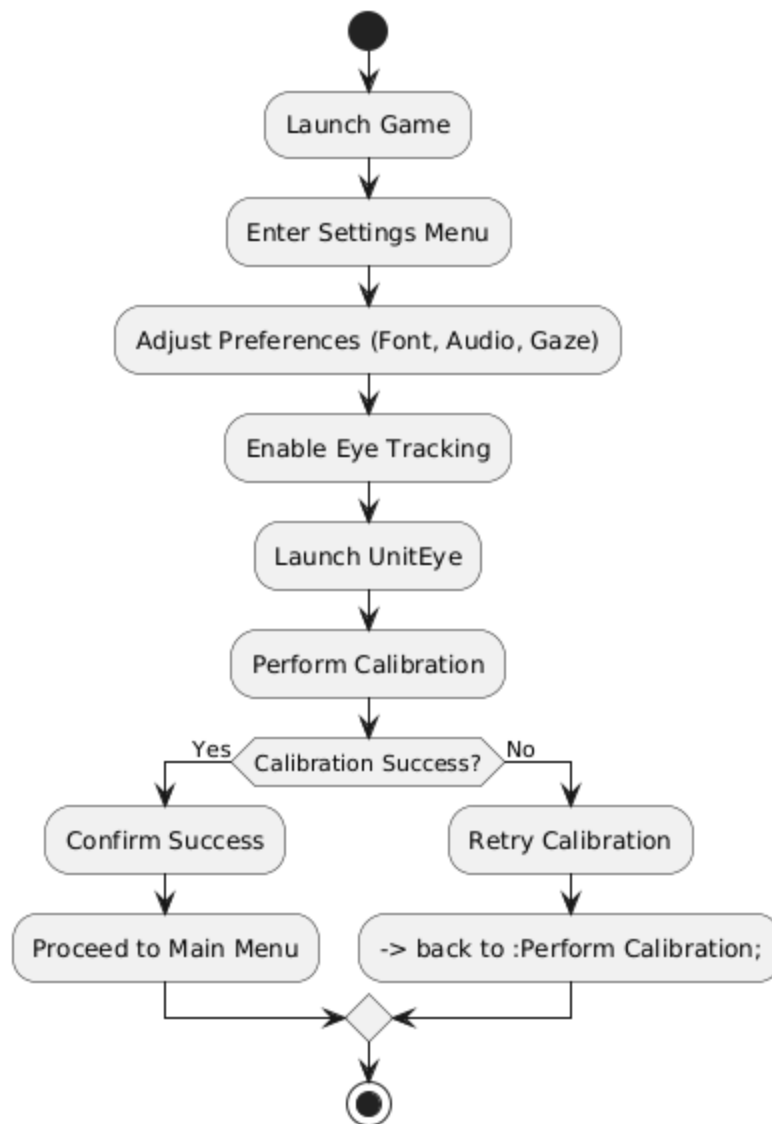 Launch Game
Enter Settings Menu
Adjust Preferences (Font, Audio, Gaze)
Enable Eye Tracking
Launch UnitEye
Perform Calibration
Yes
Calibration Success?
No
Confirm Success
Retry Calibration
Proceed to Main Menu
-> back to :Perform Calibration;